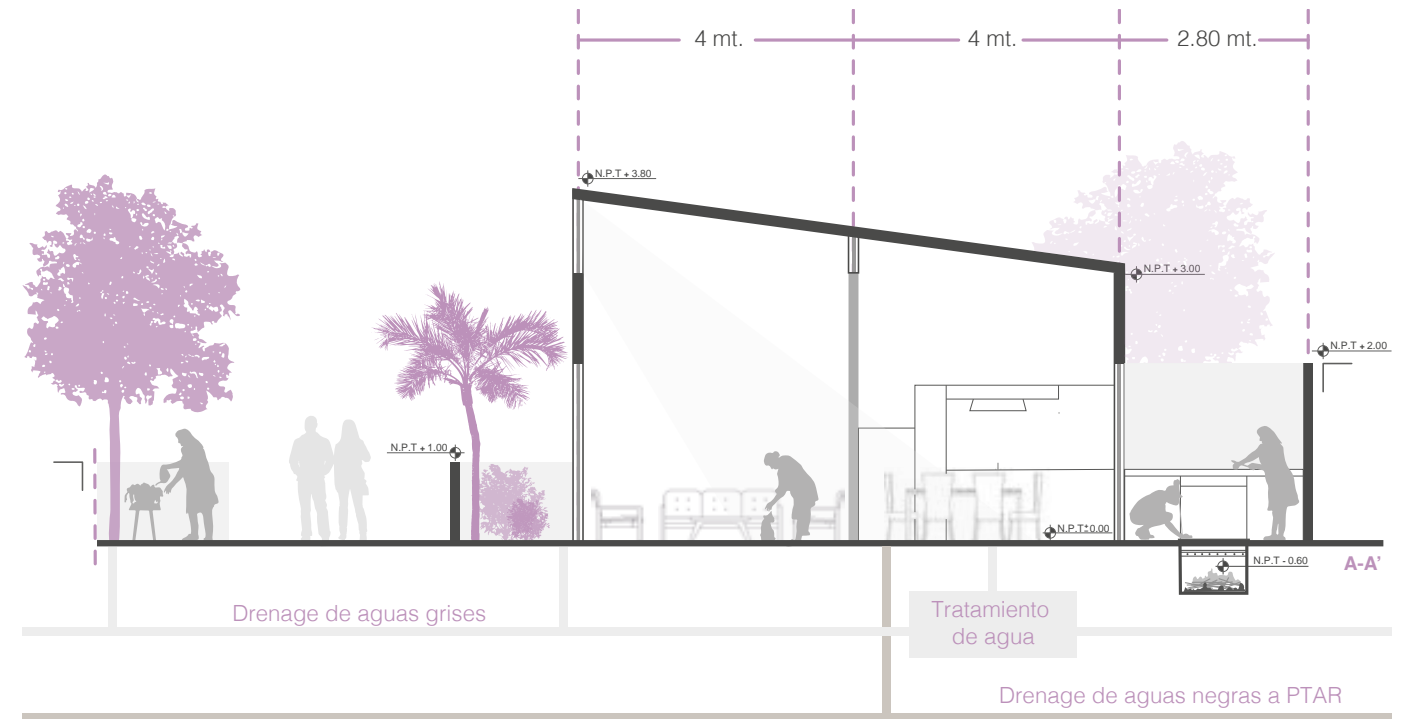 4 mt.
4 mt.
2.80 mt.
N.P.T + 3.80
N.P.T + 3.00
N.P.T + 2.00
N.P.T + 1.00
N.P.T± 0.00
N.P.T - 0.60
A-A'
Drenage de aguas grises
Tratamiento
de agua
Drenage de aguas negras a PTAR